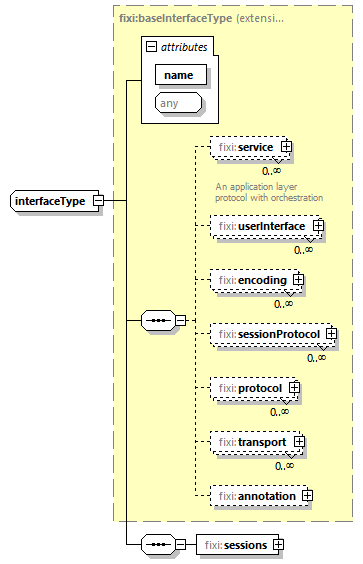 fixi:baseInterfaceType (extensi...
attributes
name
any
fixi:service
0..∞
An application layer
protocol with orchestration
interfaceType
fixi:userInterface
0..∞
fixi:encoding
0..∞
fixi:sessionProtocol
0..∞
fixi:protocol
0..∞
fixi:transport
0..∞
fixi:annotation
fixi:sessions